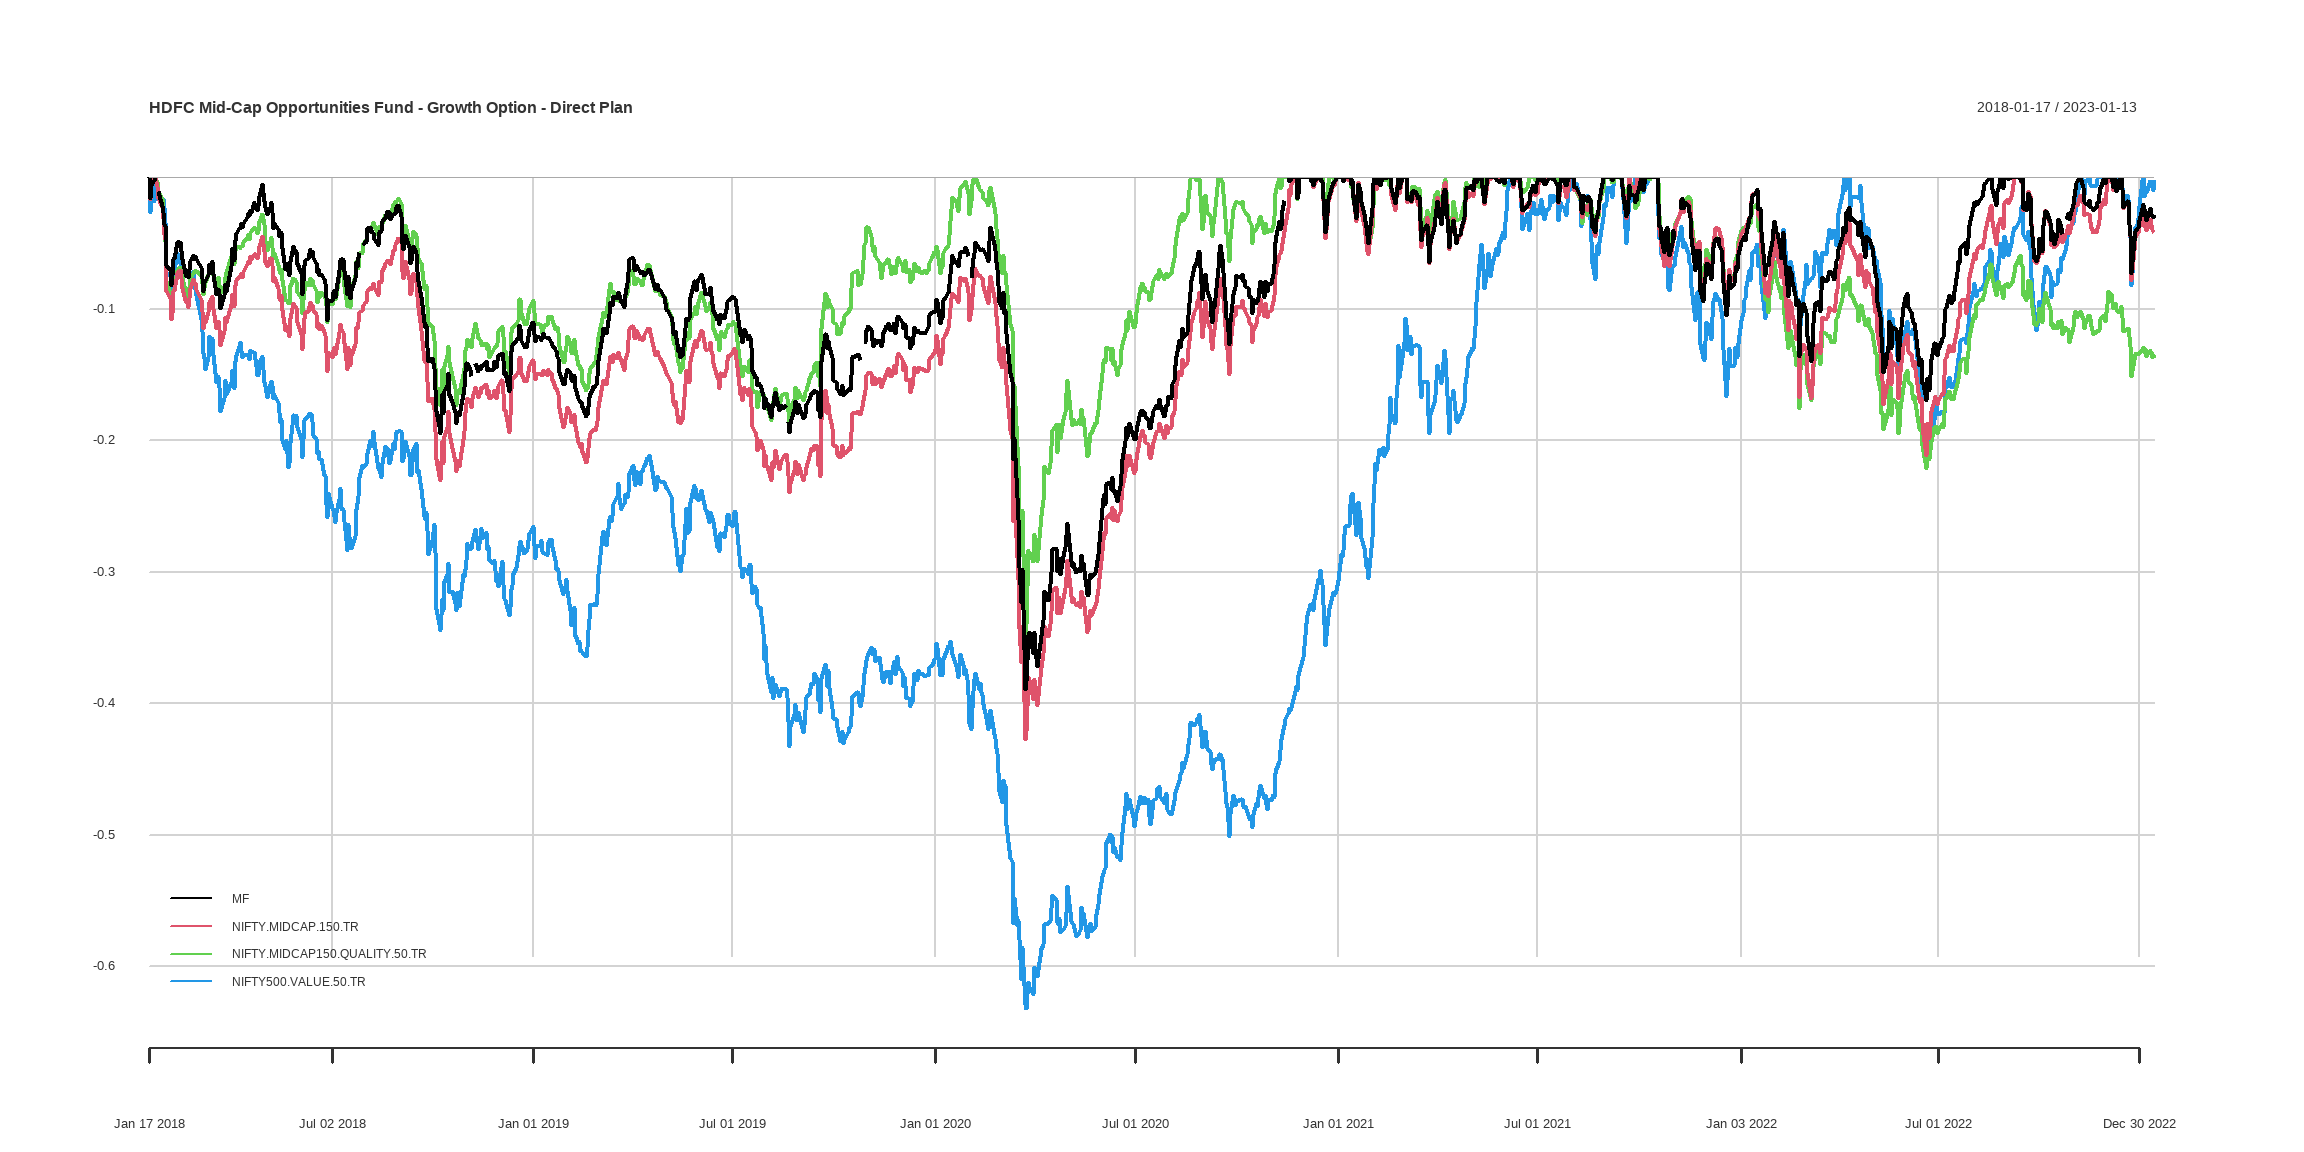 HDFC Mid-Cap Opportunities Fund - Growth Option - Direct Plan
2018-01-17 / 2023-01-13
-0.1
-0.2
-0.3
-0.4
-0.5
-0.6
MF
NIFTY.MIDCAP.150.TR
NIFTY.MIDCAP150.QUALITY.50.TR
NIFTY500.VALUE.50.TR
Jan 17 2018 Jul 02 2018 Jan 01 2019 Jul 01 2019 Jan 01 2020 Jul 01 2020 Jan 01 2021 Jul 01 2021 Jan 03 2022 Jul 01 2022 Dec 30 2022